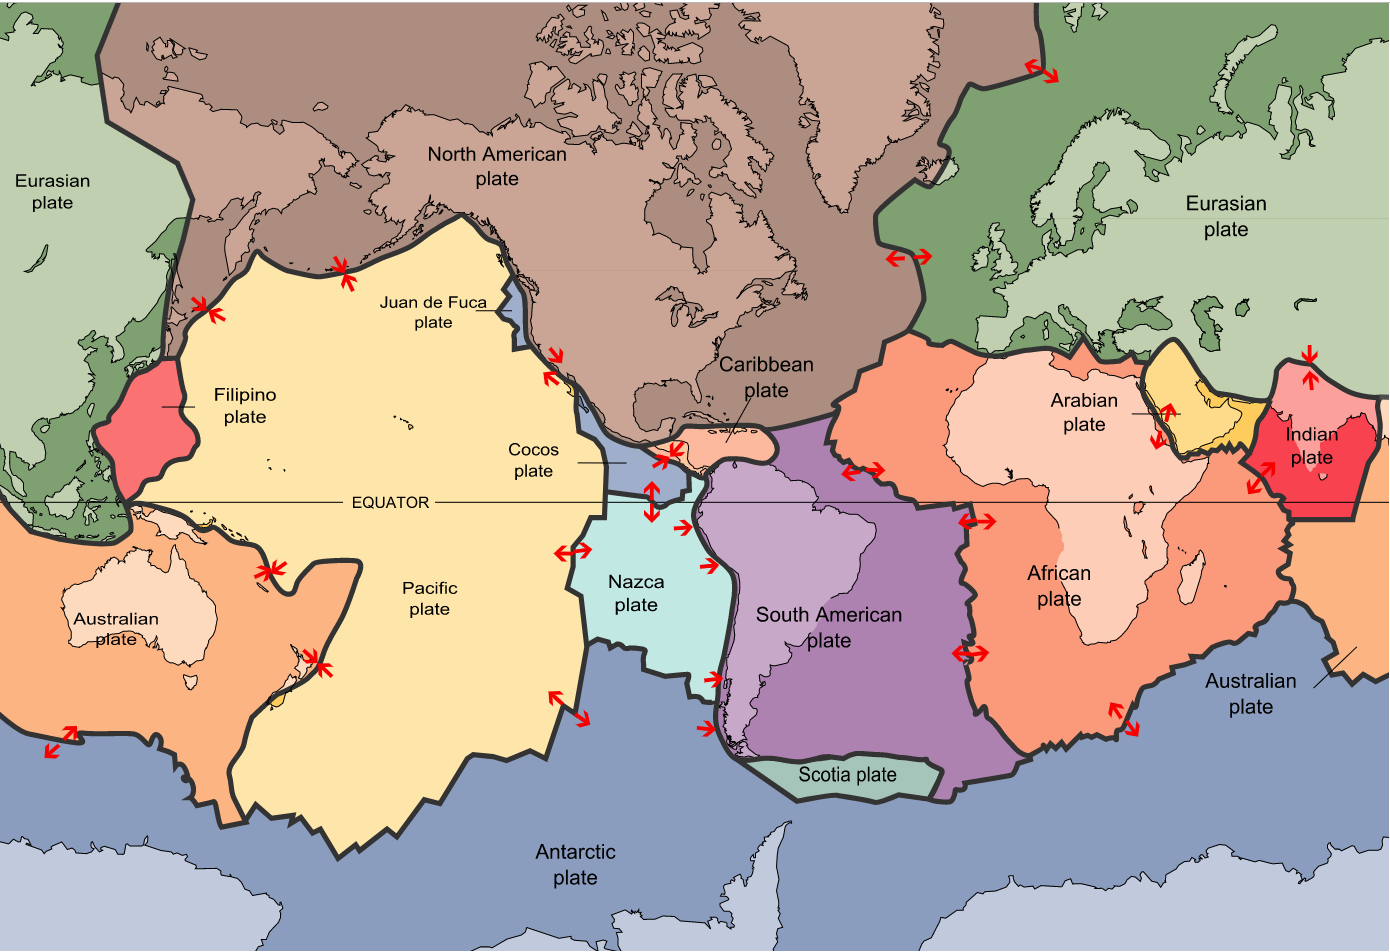 North American
plate
Eurasian
plate
Eurasian
plate
Juan de Fuca
plate
Caribbean
plate
Filipino
plate
Arabian
plate
Cocos
plate
Indian
plate
EQUATOR
Pacific
plate
Nazca
plate
African
plate
Australian
plate
South American
plate
Australian
plate
Scotia plate
Antarctic
plate